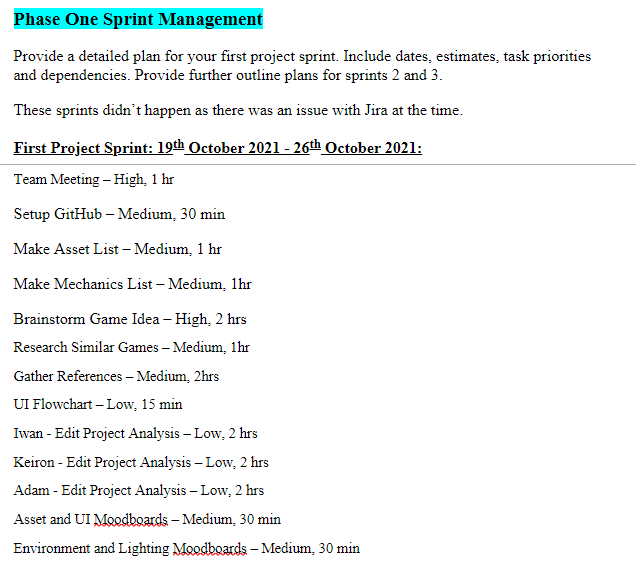 Phase One Sprint Management
Provide a detailed plan for your first project sprint. Include dates, estimates, task priorities
and dependencies. Provide further outline plans for sprints 2 and 3.
These sprints didn’t happen as there was an issue with Jira at the time.
First Project Sprint: 19th October 2021 - 26th October 2021:
Team Meeting – High, 1 hr
Setup GitHub – Medium, 30 min
Make Asset List – Medium, 1 hr
Make Mechanics List – Medium, 1hr
Brainstorm Game Idea – High, 2 hrs
Research Similar Games – Medium, 1hr
Gather References – Medium, 2hrs
UI Flowchart – Low, 15 min
Iwan - Edit Project Analysis – Low, 2 hrs
Keiron - Edit Project Analysis – Low, 2 hrs
Adam - Edit Project Analysis – Low, 2 hrs
Asset and UI Moodboards – Medium, 30 min
Environment and Lighting Moodboards – Medium, 30 min